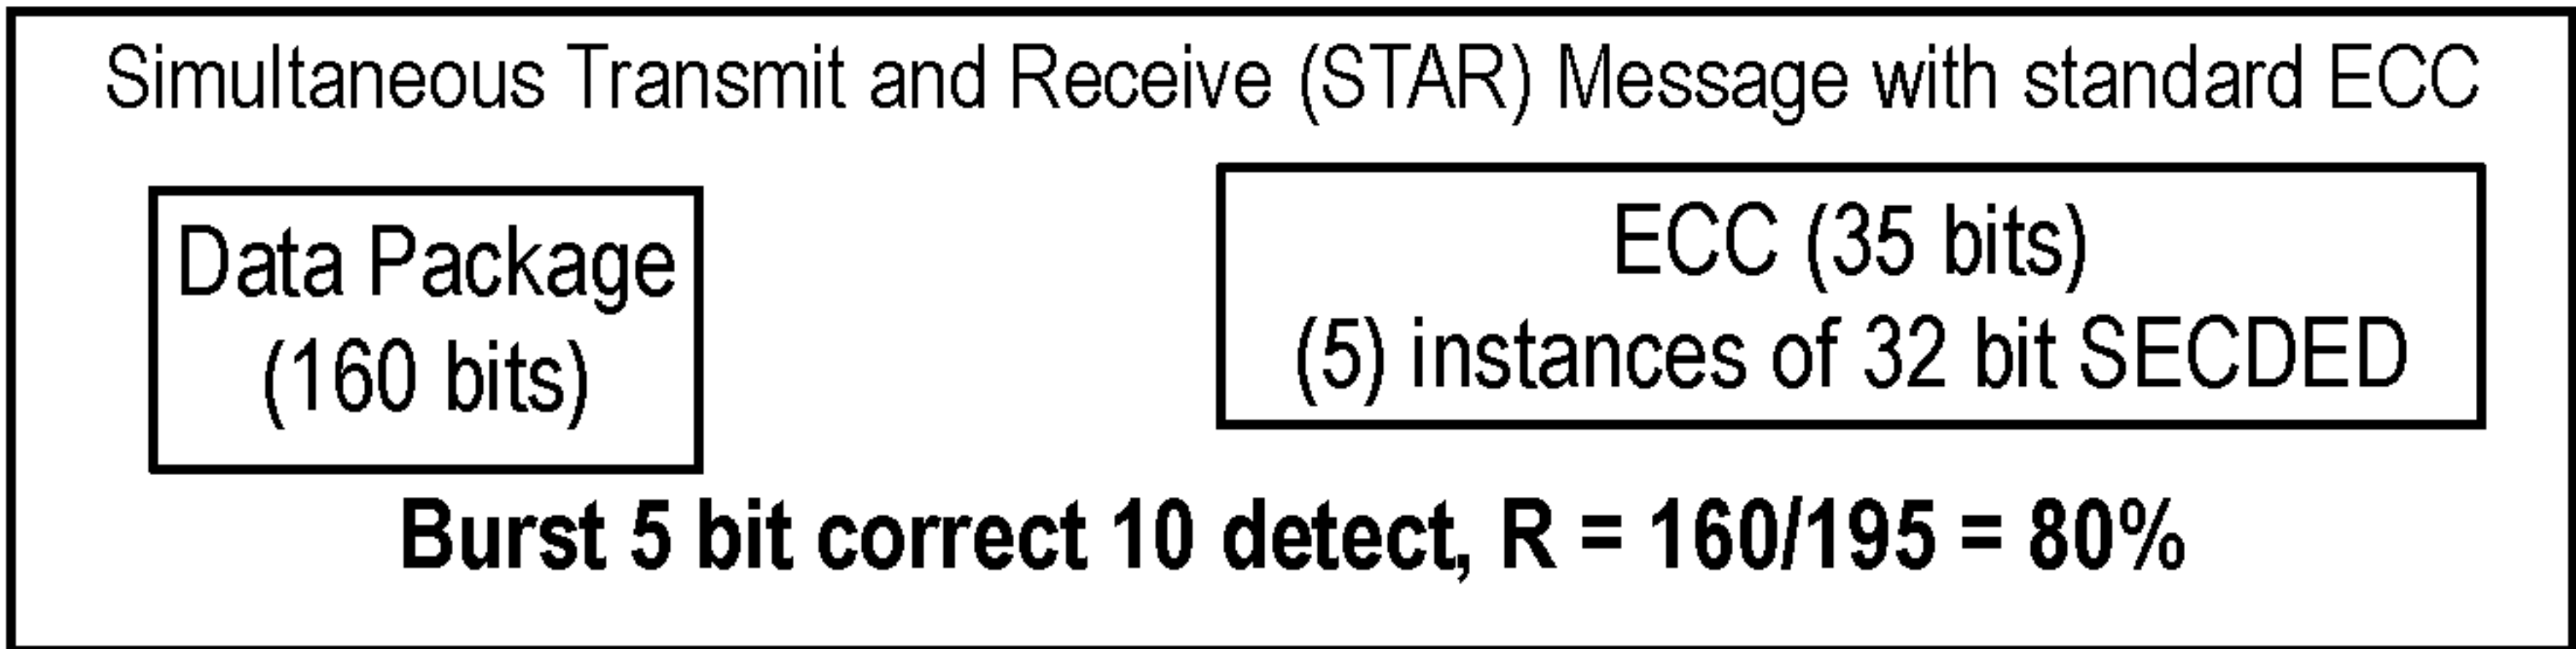 Simultaneous Transmit and Receive (STAR) Message with standard ECC
Data Package
(160 bits)
ECC (35 bits)
(5) instances of 32 bit SECDED
Burst 5 bit correct 10 detect, R = 160/195 = 80%